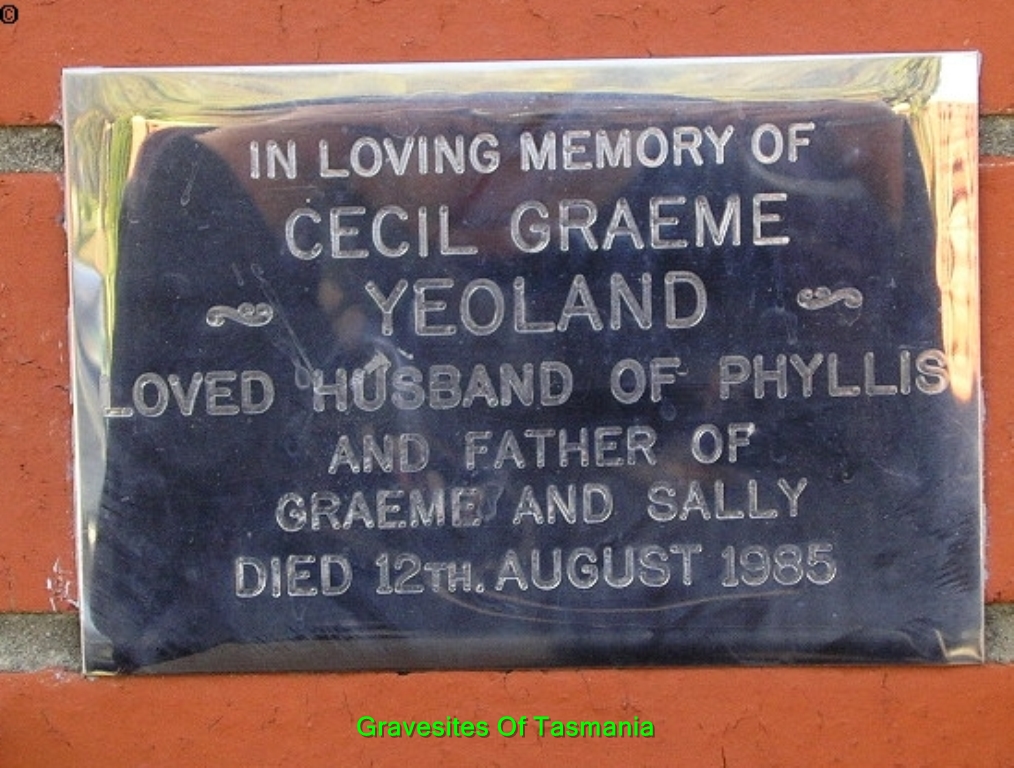 ©
IN LOVING MEMORY OF
CECIL GRAEME
YEOLAND
LOVED HUSBAND OF PHYLLIS
AND FATHER OF
GRAEME AND SALLY
DIED 12TH. AUGUST 1985
Gravesites Of Tasmania